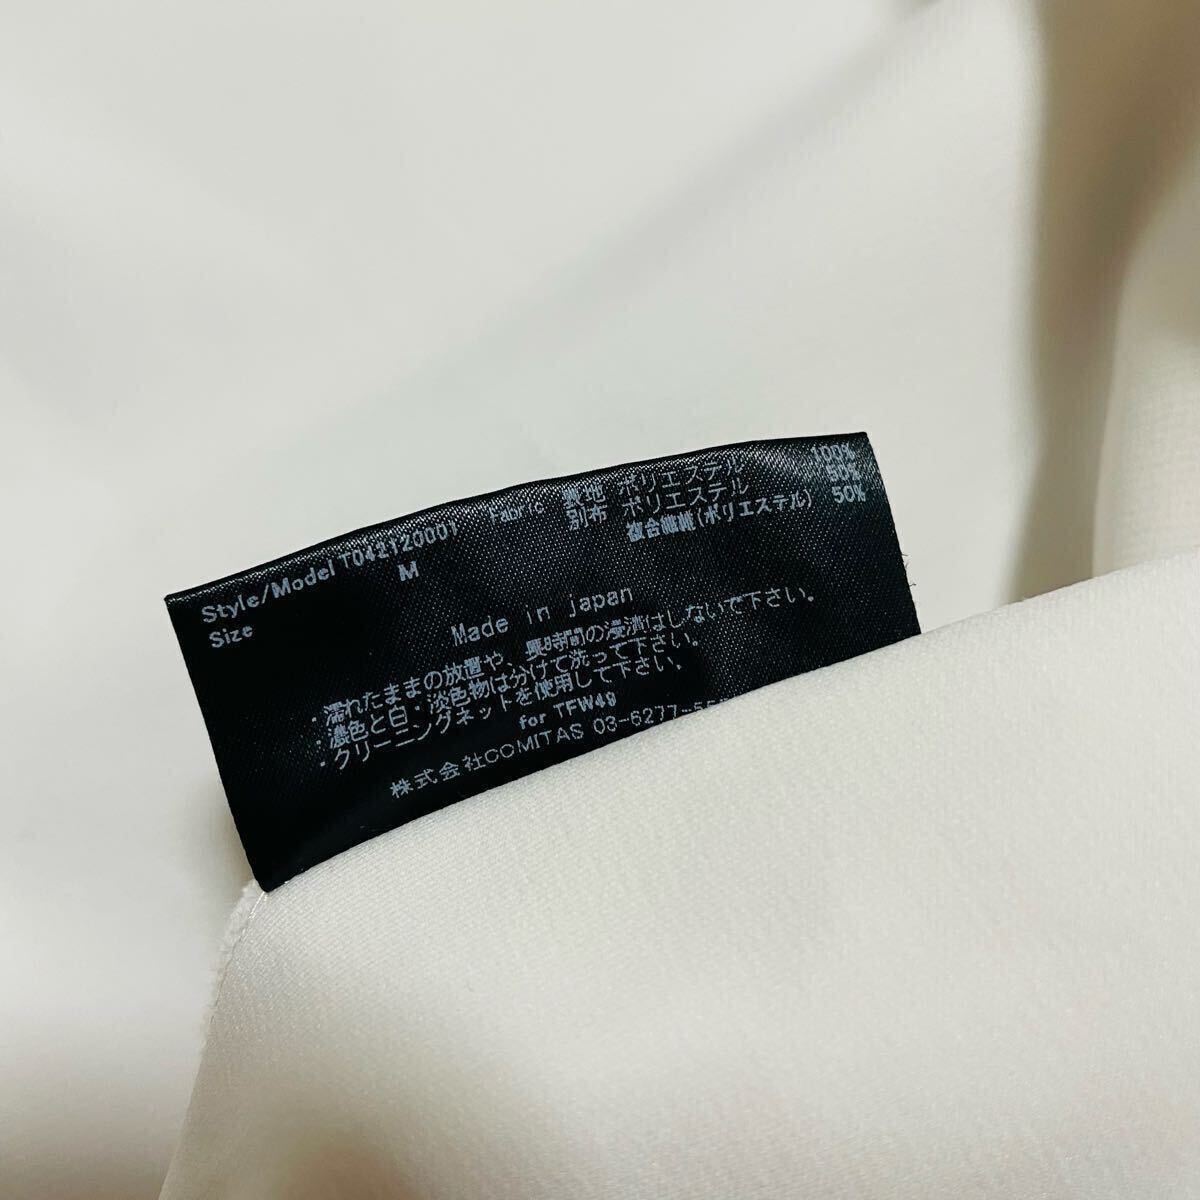 Style/Model T042120001 Fabric 表地 ポリエステル 100%
別布 ポリエステル 50%
複合繊維(ポリエステル) 50%
Size M
Made in japan
・濡れたままの放置や、長時間の浸漬はしないで下さい。
・濃色と白・淡色物は分けて洗って下さい。
・クリーニングネットを使用して下さい。
for TFW49
株式会社COMITAS 03-6277-